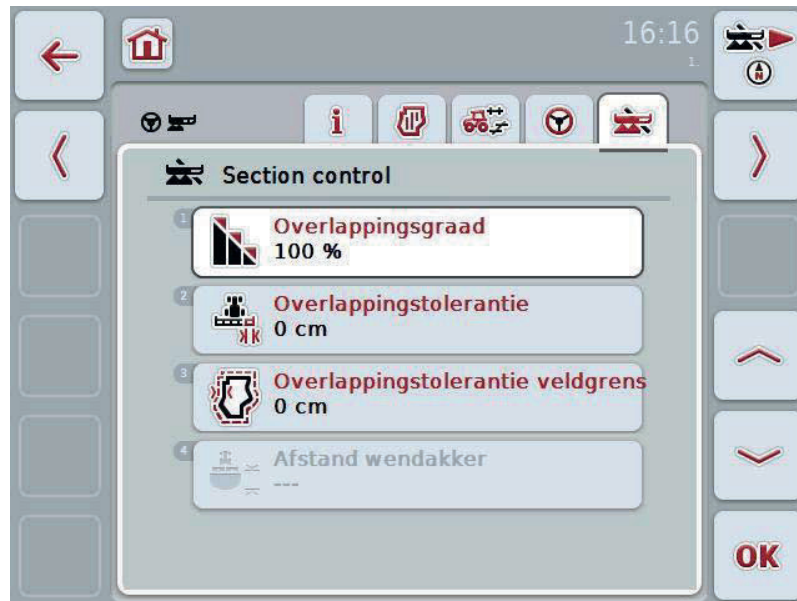 16:16
1.
i
Section control
1
Overlappingsgraad
100 %
2
Overlappingstolerantie
0 cm
3
Overlappingstolerantie veldgrens
0 cm
4
Afstand wendakker
---
N
OK